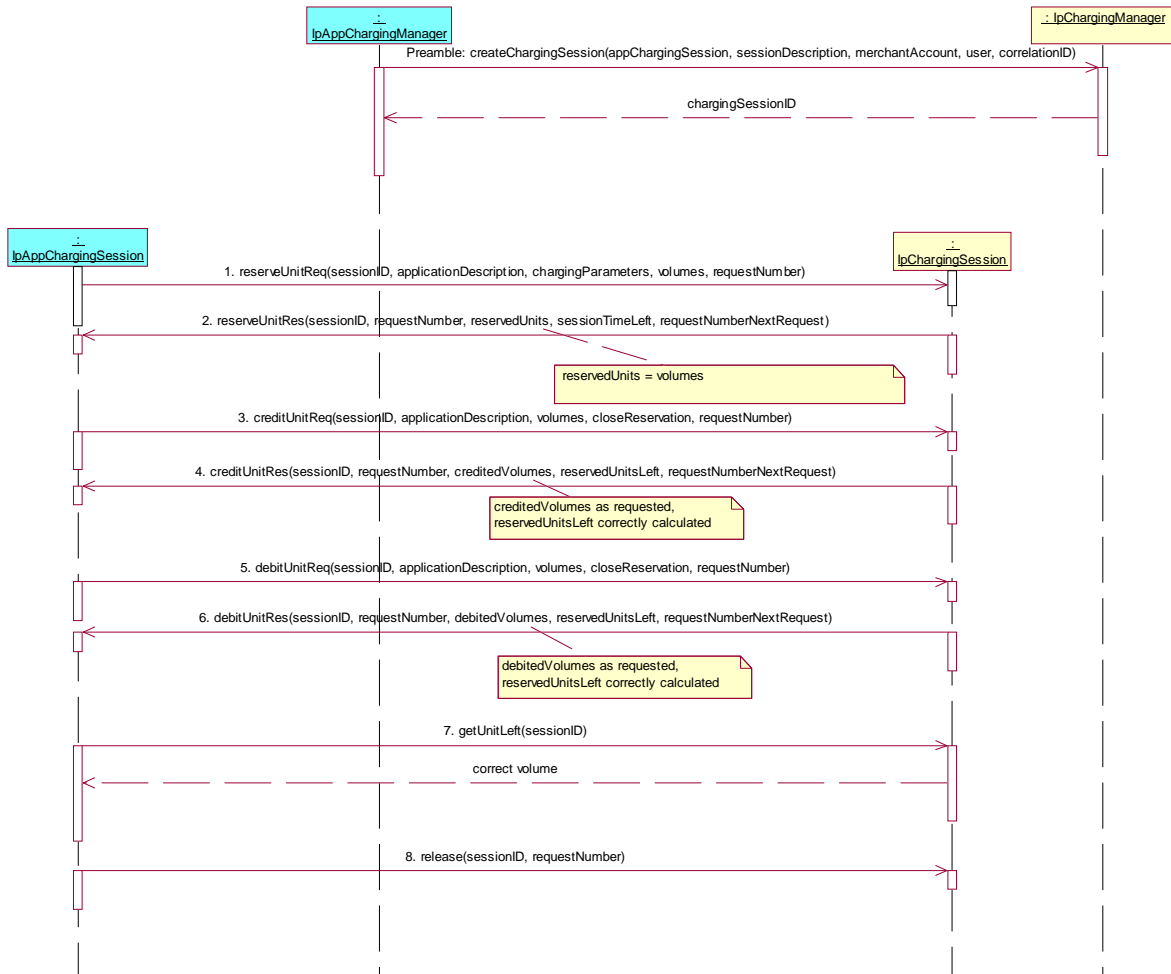 :
IpAppChargingManager
: IpChargingManager
Preamble: createChargingSession(appChargingSession, sessionDescription, merchantAccount, user, correlationID)
chargingSessionID
:
IpAppChargingSession
:
IpChargingSession
1. reserveUnitReq(sessionID, applicationDescription, chargingParameters, volumes, requestNumber)
2. reserveUnitRes(sessionID, requestNumber, reservedUnits, sessionTimeLeft, requestNumberNextRequest)
reservedUnits = volumes
3. creditUnitReq(sessionID, applicationDescription, volumes, closeReservation, requestNumber)
4. creditUnitRes(sessionID, requestNumber, creditedVolumes, reservedUnitsLeft, requestNumberNextRequest)
creditedVolumes as requested,
reservedUnitsLeft correctly calculated
5. debitUnitReq(sessionID, applicationDescription, volumes, closeReservation, requestNumber)
6. debitUnitRes(sessionID, requestNumber, debitedVolumes, reservedUnitsLeft, requestNumberNextRequest)
debitedVolumes as requested,
reservedUnitsLeft correctly calculated
7. getUnitLeft(sessionID)
correct volume
8. release(sessionID, requestNumber)